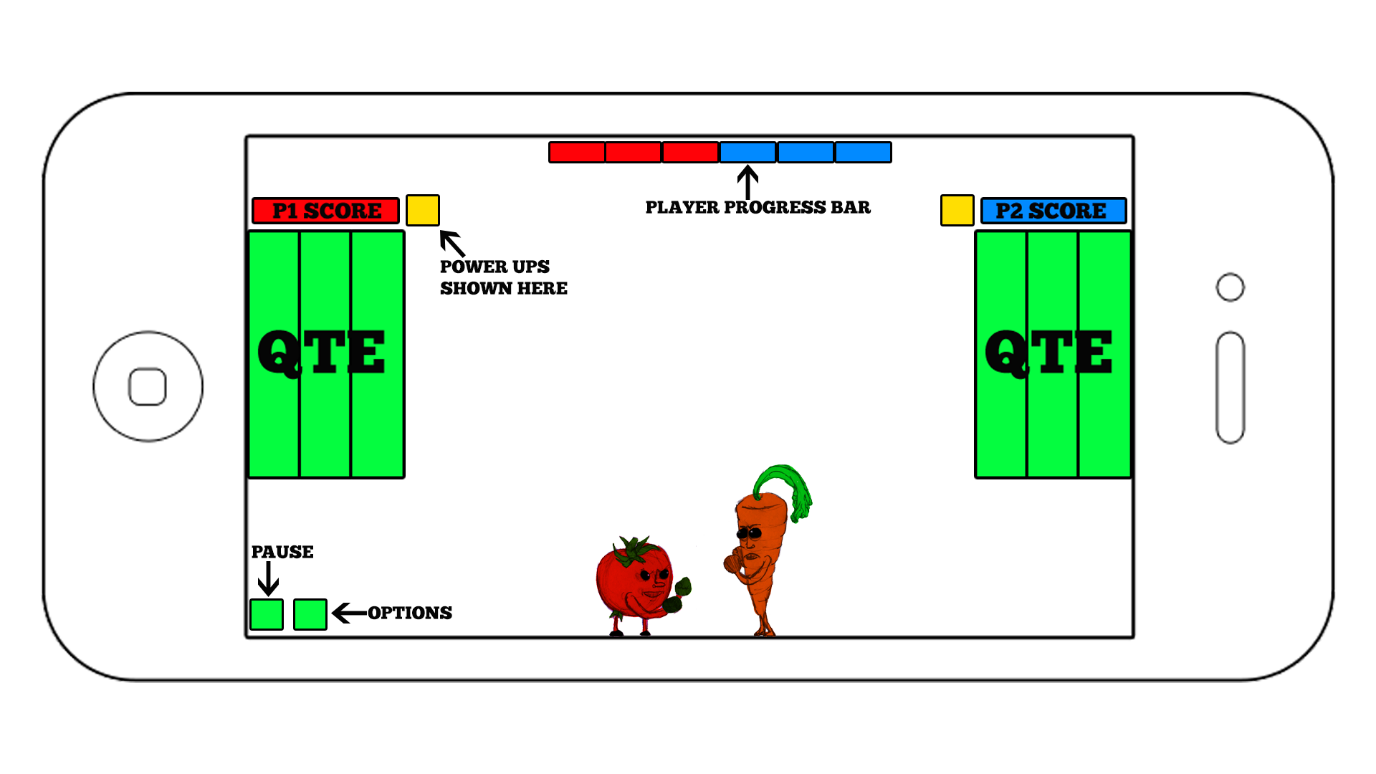 PLAYER PROGRESS BAR
P1 SCORE
P2 SCORE
POWER UPS
SHOWN HERE
QTE
QTE
PAUSE
OPTIONS